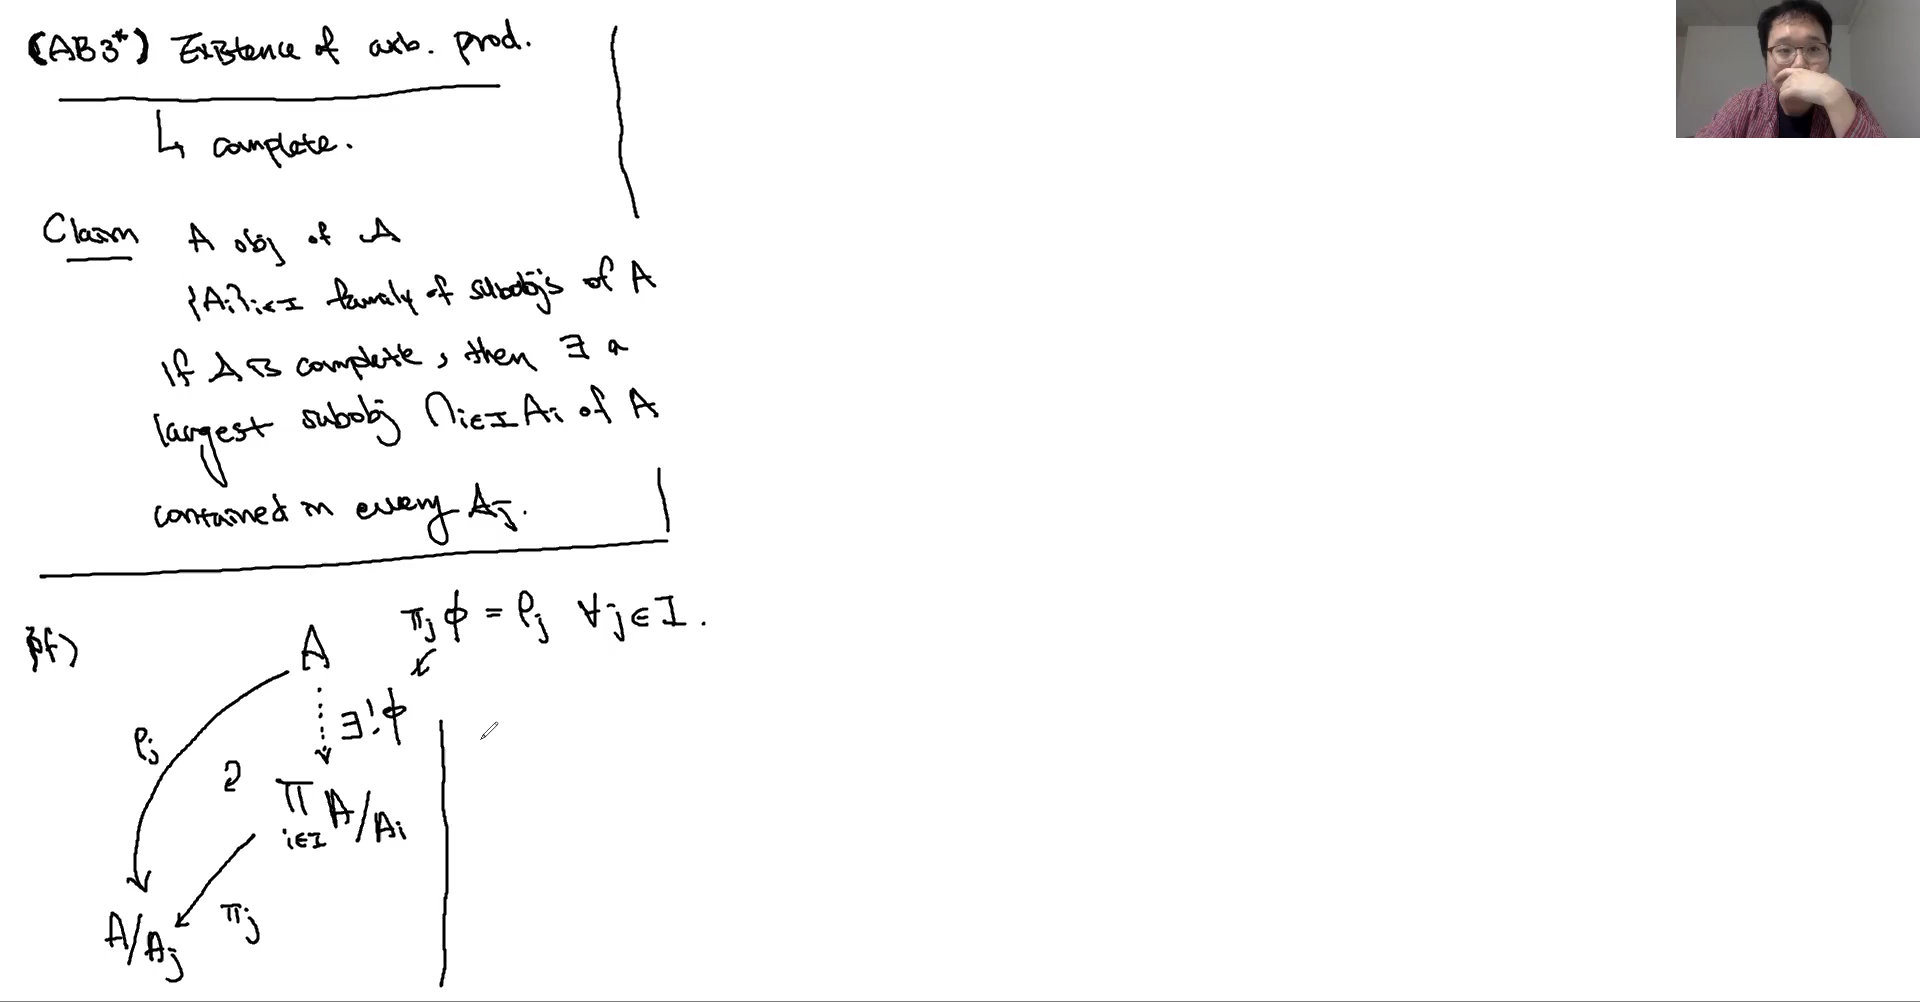 (AB3*) Existence of arb. prod.
↳ complete.
Claim A obj of A
{Ai}i∈I family of subobjs of A
If A is complete, then ∃ a
largest subobj ∩i∈I Ai of A
contained in every Aj.
pf)
πjφ = ρj ∀j∈I.
A
∃!φ
ρj
∏i∈I A/Ai
πj
A/Aj